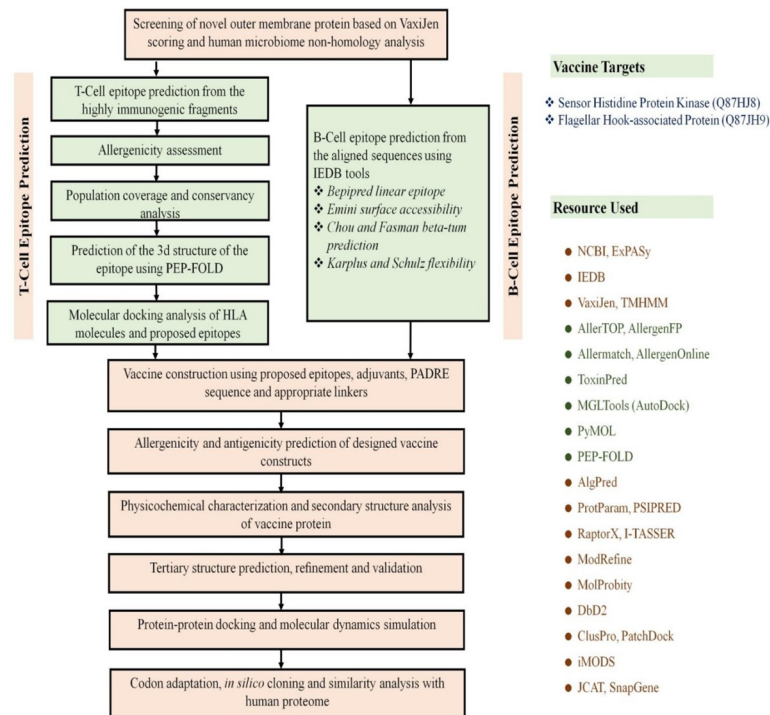 Screening of novel outer membrane protein based on VaxiJen
scoring and human microbiome non-homology analysis
T-Cell Epitope Prediction
T-Cell epitope prediction from the
highly immunogenic fragments
Allergenicity assessment
Population coverage and conservancy
analysis
Prediction of the 3d structure of the
epitope using PEP-FOLD
Molecular docking analysis of HLA
molecules and proposed epitopes
B-Cell epitope prediction from
the aligned sequences using
IEDB tools
❖ Bepipred linear epitope
❖ Emini surface accessibility
❖ Chou and Fasman beta-turn
prediction
❖ Karplus and Schulz flexibility
B-Cell Epitope Prediction
Vaccine construction using proposed epitopes, adjuvants, PADRE
sequence and appropriate linkers
Allergenicity and antigenicity prediction of designed vaccine
constructs
Physicochemical characterization and secondary structure analysis
of vaccine protein
Tertiary structure prediction, refinement and validation
Protein-protein docking and molecular dynamics simulation
Codon adaptation, in silico cloning and similarity analysis with
human proteome
Vaccine Targets
❖ Sensor Histidine Protein Kinase (Q87HJ8)
❖ Flagellar Hook-associated Protein (Q87JH9)
Resource Used
● NCBI, ExPASy
● IEDB
● VaxiJen, TMHMM
● AllerTOP, AllergenFP
● Allermatch, AllergenOnline
● ToxinPred
● MGLTools (AutoDock)
● PyMOL
● PEP-FOLD
● AlgPred
● ProtParam, PSIPRED
● RaptorX, I-TASSER
● ModRefine
● MolProbity
● DbD2
● ClusPro, PatchDock
● iMODS
● JCAT, SnapGene